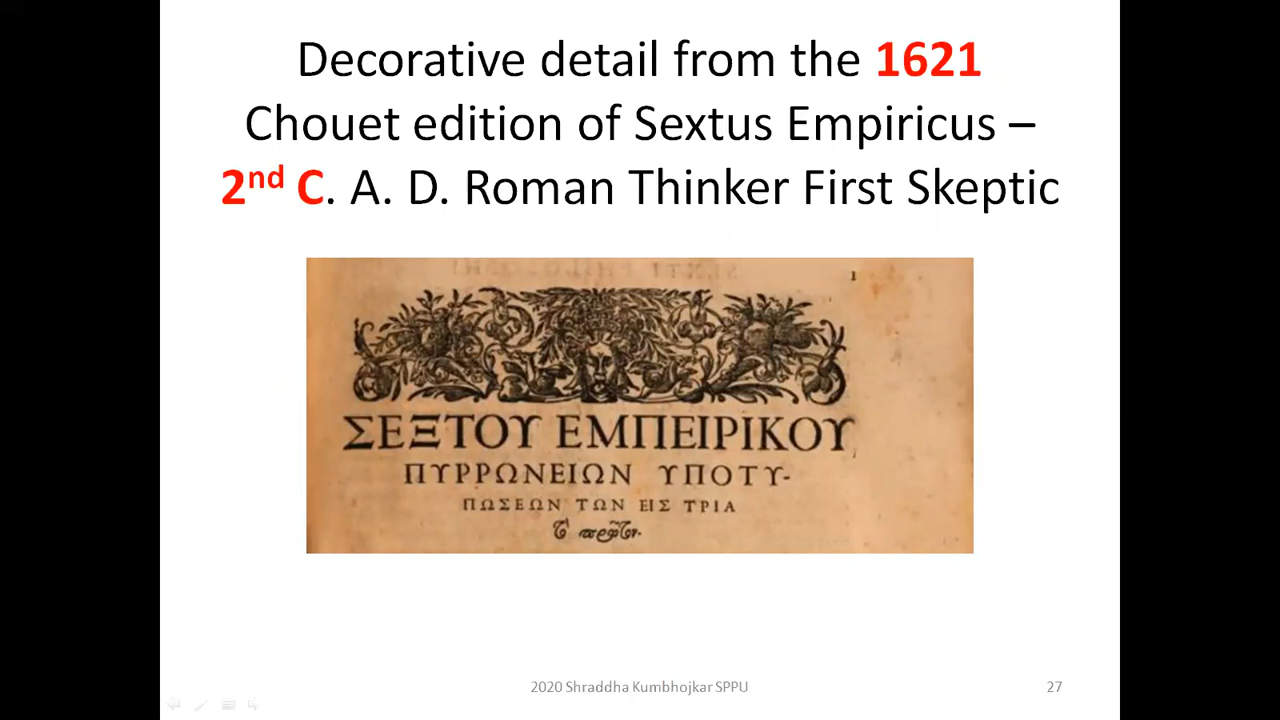 Decorative detail from the 1621
Chouet edition of Sextus Empiricus –
2nd C. A. D. Roman Thinker First Skeptic
1
ΣΕΞΤΟΥ ΕΜΠΕΙΡΙΚΟΥ
ΠΥΡΡΩΝΕΙΩΝ ΥΠΟΤΥ-
ΠΩΣΕΩΝ ΤΩΝ ΕΙΣ ΤΡΙΑ
2020 Shraddha Kumbhojkar SPPU
27